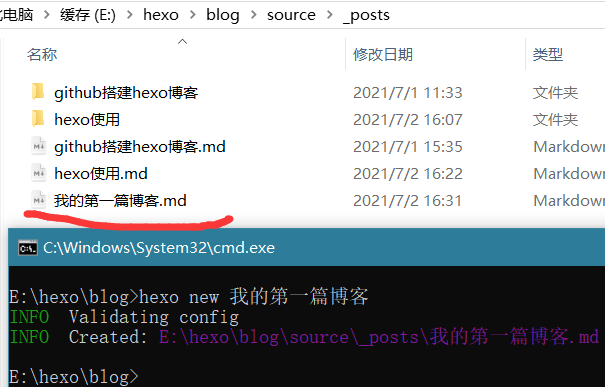 此电脑 > 缓存 (E:) > hexo > blog > source > _posts
名称 修改日期 类型
github搭建hexo博客 2021/7/1 11:33 文件夹
hexo使用 2021/7/2 16:07 文件夹
github搭建hexo博客.md 2021/7/1 15:35 Markdown
hexo使用.md 2021/7/2 16:22 Markdown
我的第一篇博客.md 2021/7/2 16:31 Markdown
C:\Windows\System32\cmd.exe
E:\hexo\blog>hexo new 我的第一篇博客
INFO  Validating config
INFO  Created: E:\hexo\blog\source\_posts\我的第一篇博客.md
E:\hexo\blog>